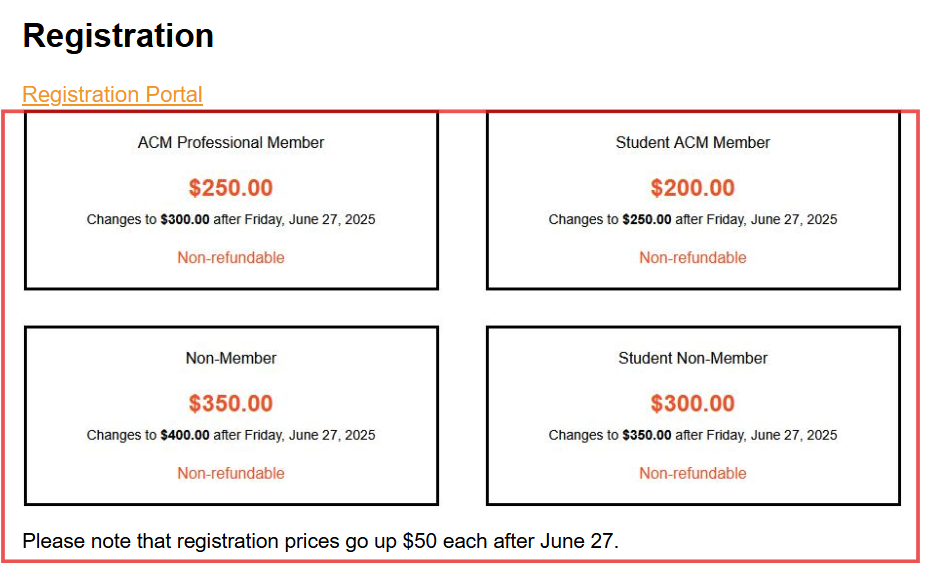 Registration
Registration Portal
ACM Professional Member
$250.00
Changes to $300.00 after Friday, June 27, 2025
Non-refundable
Student ACM Member
$200.00
Changes to $250.00 after Friday, June 27, 2025
Non-refundable
Non-Member
$350.00
Changes to $400.00 after Friday, June 27, 2025
Non-refundable
Student Non-Member
$300.00
Changes to $350.00 after Friday, June 27, 2025
Non-refundable
Please note that registration prices go up $50 each after June 27.